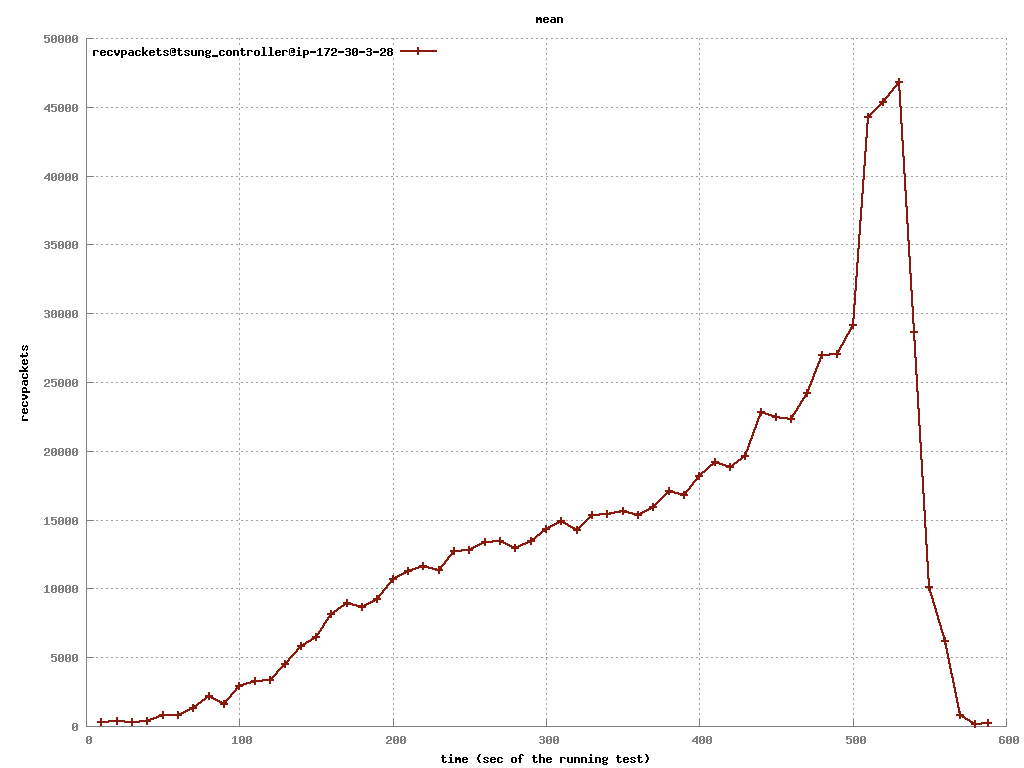 mean
50000
recvpackets@tsung_controller@ip-172-30-3-28
45000
40000
35000
30000
25000
20000
15000
10000
5000
0
recvpackets
0 100 200 300 400 500 600
time (sec of the running test)